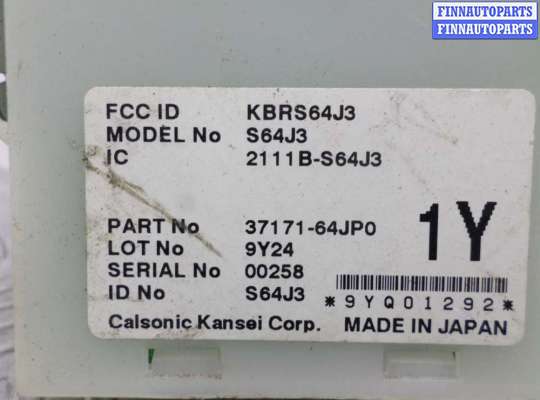 FINNAUTOPARTS
FINNAUTOPARTS
FCC ID KBRS64J3
MODEL No S64J3
IC 2111B-S64J3
PART No 37171-64JP0
LOT No 9Y24
SERIAL No 00258
ID No S64J3
1Y
*9YQ01292*
Calsonic Kansei Corp. MADE IN JAPAN